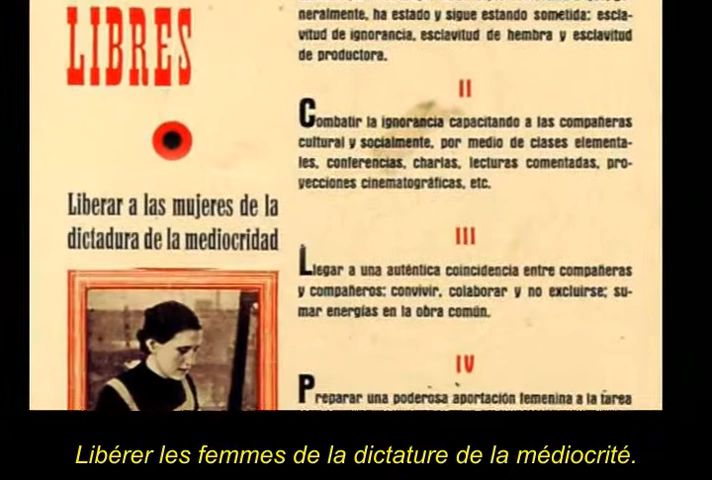 LIBRES
Liberar a las mujeres de la
dictadura de la mediocridad
neralmente, ha estado y sigue estando sometida: escla-
vitud de ignorancia, esclavitud de hembra y esclavitud
de productora.
II
Combatir la ignorancia capacitando a las compañeras
cultural y socialmente, por medio de clases elementa-
les, conferencias, charlas, lecturas comentadas, pro-
yecciones cinematográficas, etc.
III
Llegar a una auténtica coincidencia entre compañeras
y compañeros: convivir, colaborar y no excluirse; su-
mar energías en la obra común.
IV
Preparar una poderosa aportación femenina a la tarea
Libérer les femmes de la dictature de la médiocrité.